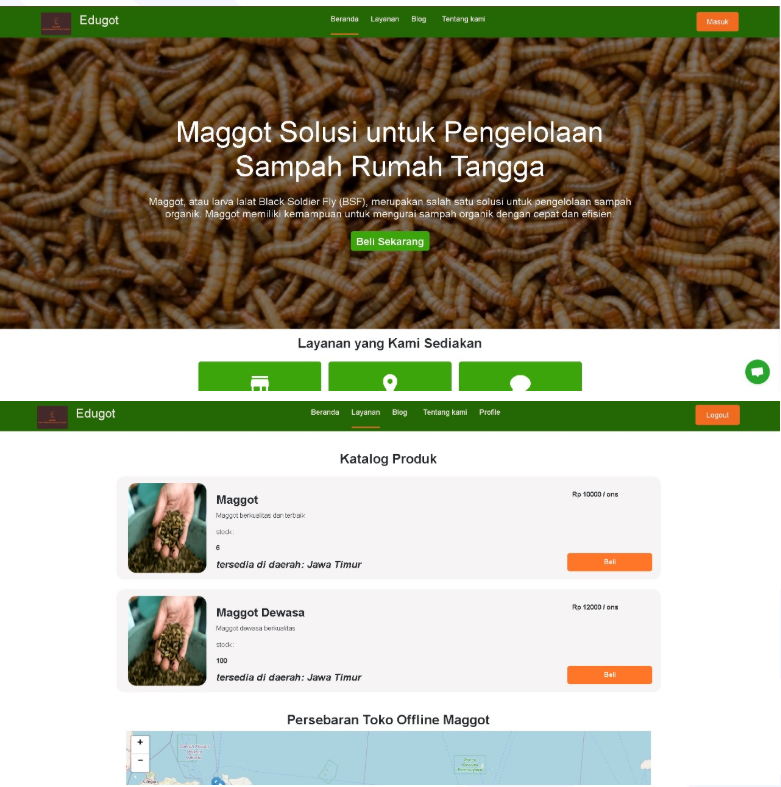 Edugot
Beranda Layanan Blog Tentang kami
Masuk
Maggot Solusi untuk Pengelolaan
Sampah Rumah Tangga
Maggot, atau larva lalat Black Soldier Fly (BSF), merupakan salah satu solusi untuk pengelolaan sampah
organik. Maggot memiliki kemampuan untuk mengurai sampah organik dengan cepat dan efisien.
Beli Sekarang
Layanan yang Kami Sediakan
Edugot
Beranda Layanan Blog Tentang kami Profile
Logout
Katalog Produk
Maggot
Rp 10000 / ons
Maggot berkualitas dan terbaik
stock :
6
tersedia di daerah: Jawa Timur
Beli
Maggot Dewasa
Rp 12000 / ons
Maggot dewasa berkualitas
stock :
100
tersedia di daerah: Jawa Timur
Beli
Persebaran Toko Offline Maggot
+
−